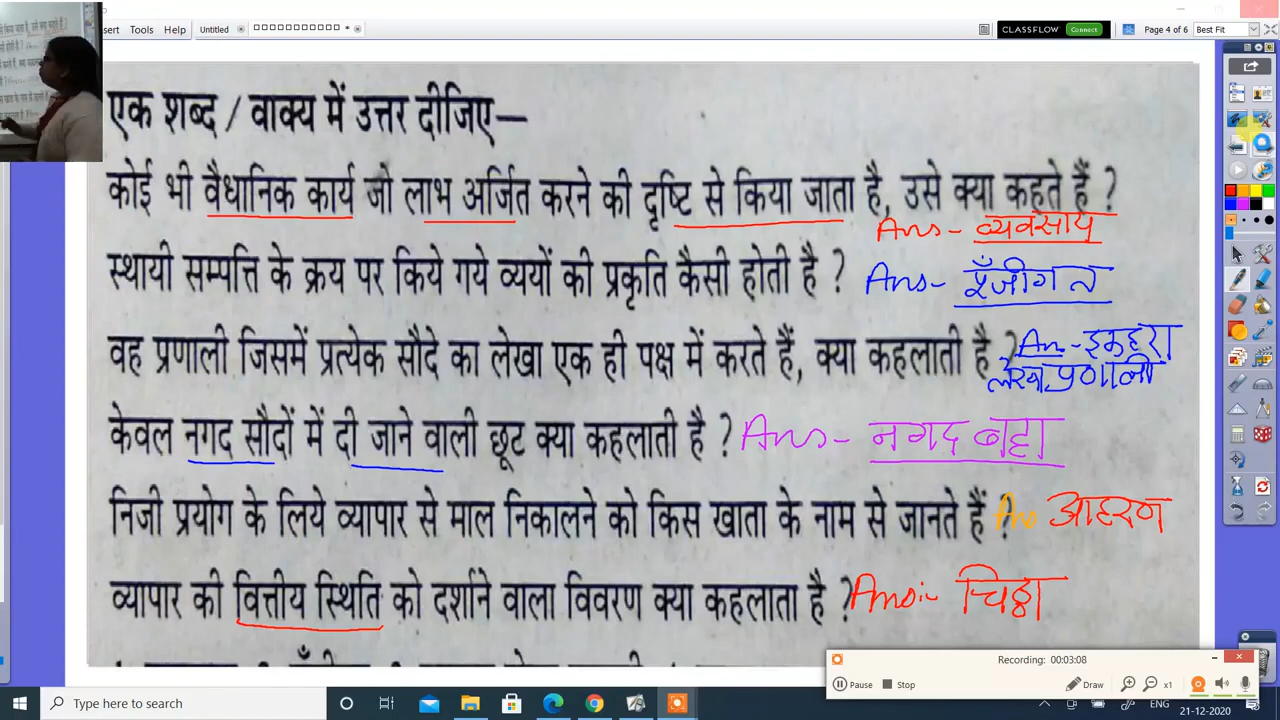 Insert Tools Help Untitled CLASSFLOW Connect Page 4 of 6 Best Fit
एक शब्द / वाक्य में उत्तर दीजिए—
कोई भी वैधानिक कार्य जो लाभ अर्जित करने की दृष्टि से किया जाता है, उसे क्या कहते हैं ?
Ans - व्यवसाय
स्थायी सम्पत्ति के क्रय पर किये गये व्ययों की प्रकृति कैसी होती है ? Ans- पूँजीगत
वह प्रणाली जिसमें प्रत्येक सौदे का लेखा एक ही पक्ष में करते हैं, क्या कहलाती है ? An - इकहरा
लेखा प्रणाली
केवल नगद सौदों में दी जाने वाली छूट क्या कहलाती है ? Ans - नगद बट्टा
निजी प्रयोग के लिये व्यापार से माल निकालने को किस खाता के नाम से जानते हैं ? Ans आहरण
व्यापार की वित्तीय स्थिति को दर्शाने वाला विवरण क्या कहलाता है ? Ans:- चिठ्ठा
Recording: 00:03:08
Pause Stop Draw x1
Type here to search ENG
21-12-2020